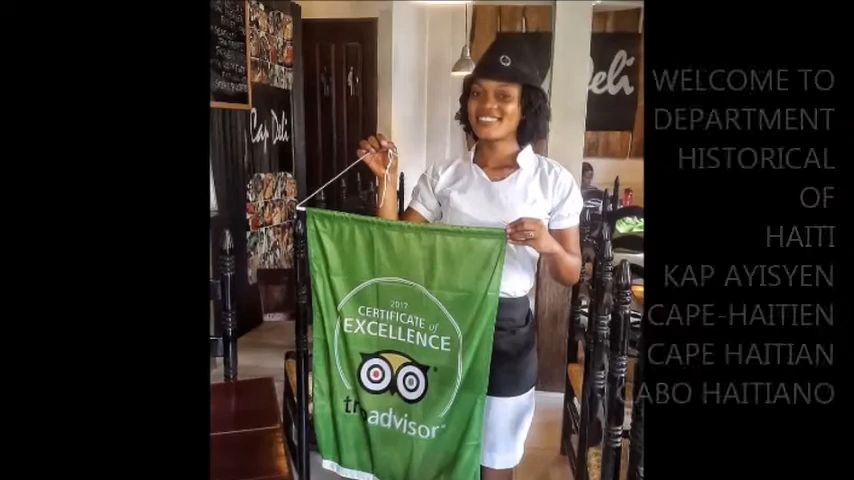 Cap Deli
Deli
2017
CERTIFICATE of
EXCELLENCE
tripadvisor
WELCOME TO
DEPARTMENT
HISTORICAL
OF
HAITI
KAP AYISYEN
CAPE-HAITIEN
CAPE HAITIAN
CABO HAITIANO